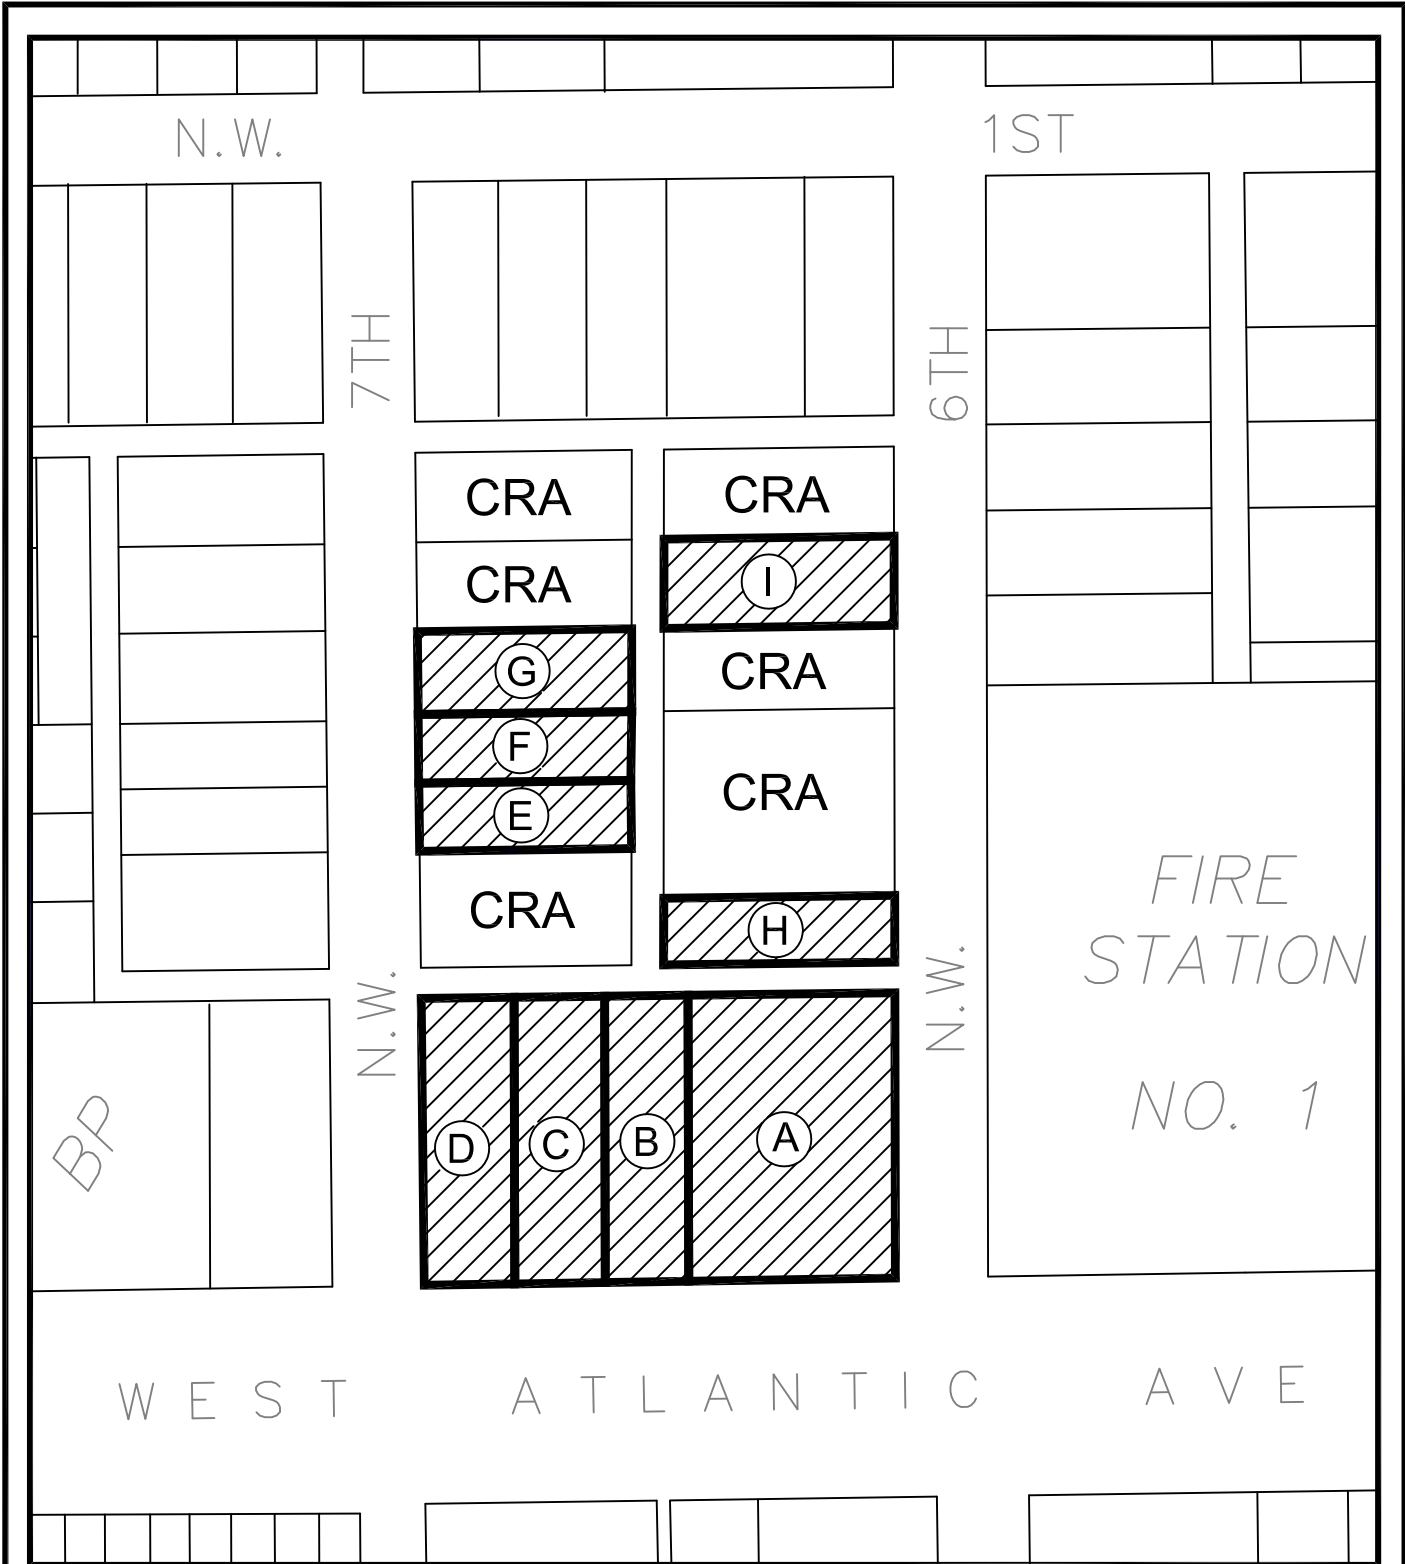 N.W.
1ST
7TH
6TH
CRA
CRA
CRA
I
G
CRA
F
CRA
E
CRA
H
N.W.
N.W.
FIRE
STATION
NO. 1
BP
D
C
B
A
WEST ATLANTIC AVE